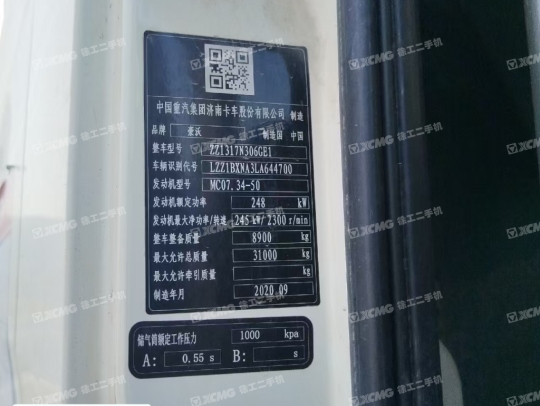 中国重汽集团济南卡车股份有限公司 制造
品牌 豪沃 制造国 中国
整车型号 ZZ1317N306GE1
车辆识别代号 LZZ1BXNA3LA644700
发动机型号 MC07.34-50
发动机额定功率 248 kW
发动机最大净功率/转速 245 kW/2300 r/min
整车整备质量 8900 kg
最大允许总质量 31000 kg
最大允许牵引质量 kg
制造年月 2020 09
储气筒额定工作压力 1000 kpa
A: 0.55 s B: s
XCMG 徐工二手机